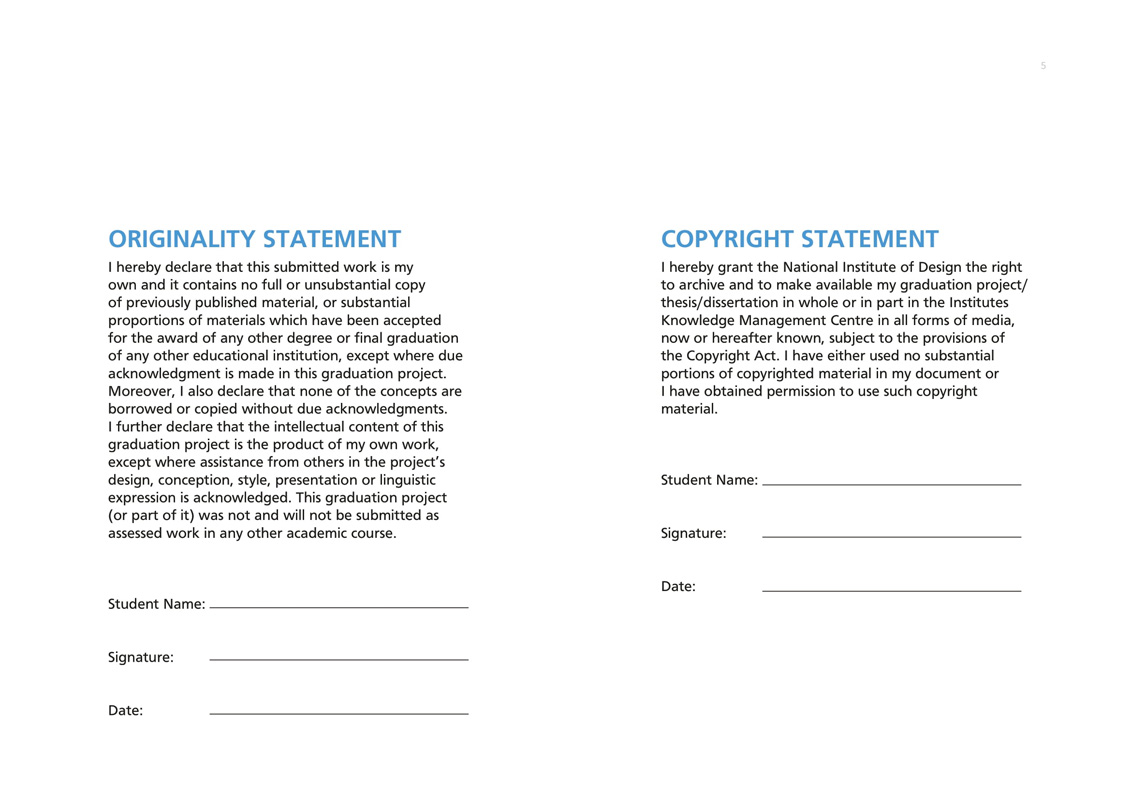 5
ORIGINALITY STATEMENT
I hereby declare that this submitted work is my
own and it contains no full or unsubstantial copy
of previously published material, or substantial
proportions of materials which have been accepted
for the award of any other degree or final graduation
of any other educational institution, except where due
acknowledgment is made in this graduation project.
Moreover, I also declare that none of the concepts are
borrowed or copied without due acknowledgments.
I further declare that the intellectual content of this
graduation project is the product of my own work,
except where assistance from others in the project’s
design, conception, style, presentation or linguistic
expression is acknowledged. This graduation project
(or part of it) was not and will not be submitted as
assessed work in any other academic course.
Student Name:
Signature:
Date:
COPYRIGHT STATEMENT
I hereby grant the National Institute of Design the right
to archive and to make available my graduation project/
thesis/dissertation in whole or in part in the Institutes
Knowledge Management Centre in all forms of media,
now or hereafter known, subject to the provisions of
the Copyright Act. I have either used no substantial
portions of copyrighted material in my document or
I have obtained permission to use such copyright
material.
Student Name:
Signature:
Date: